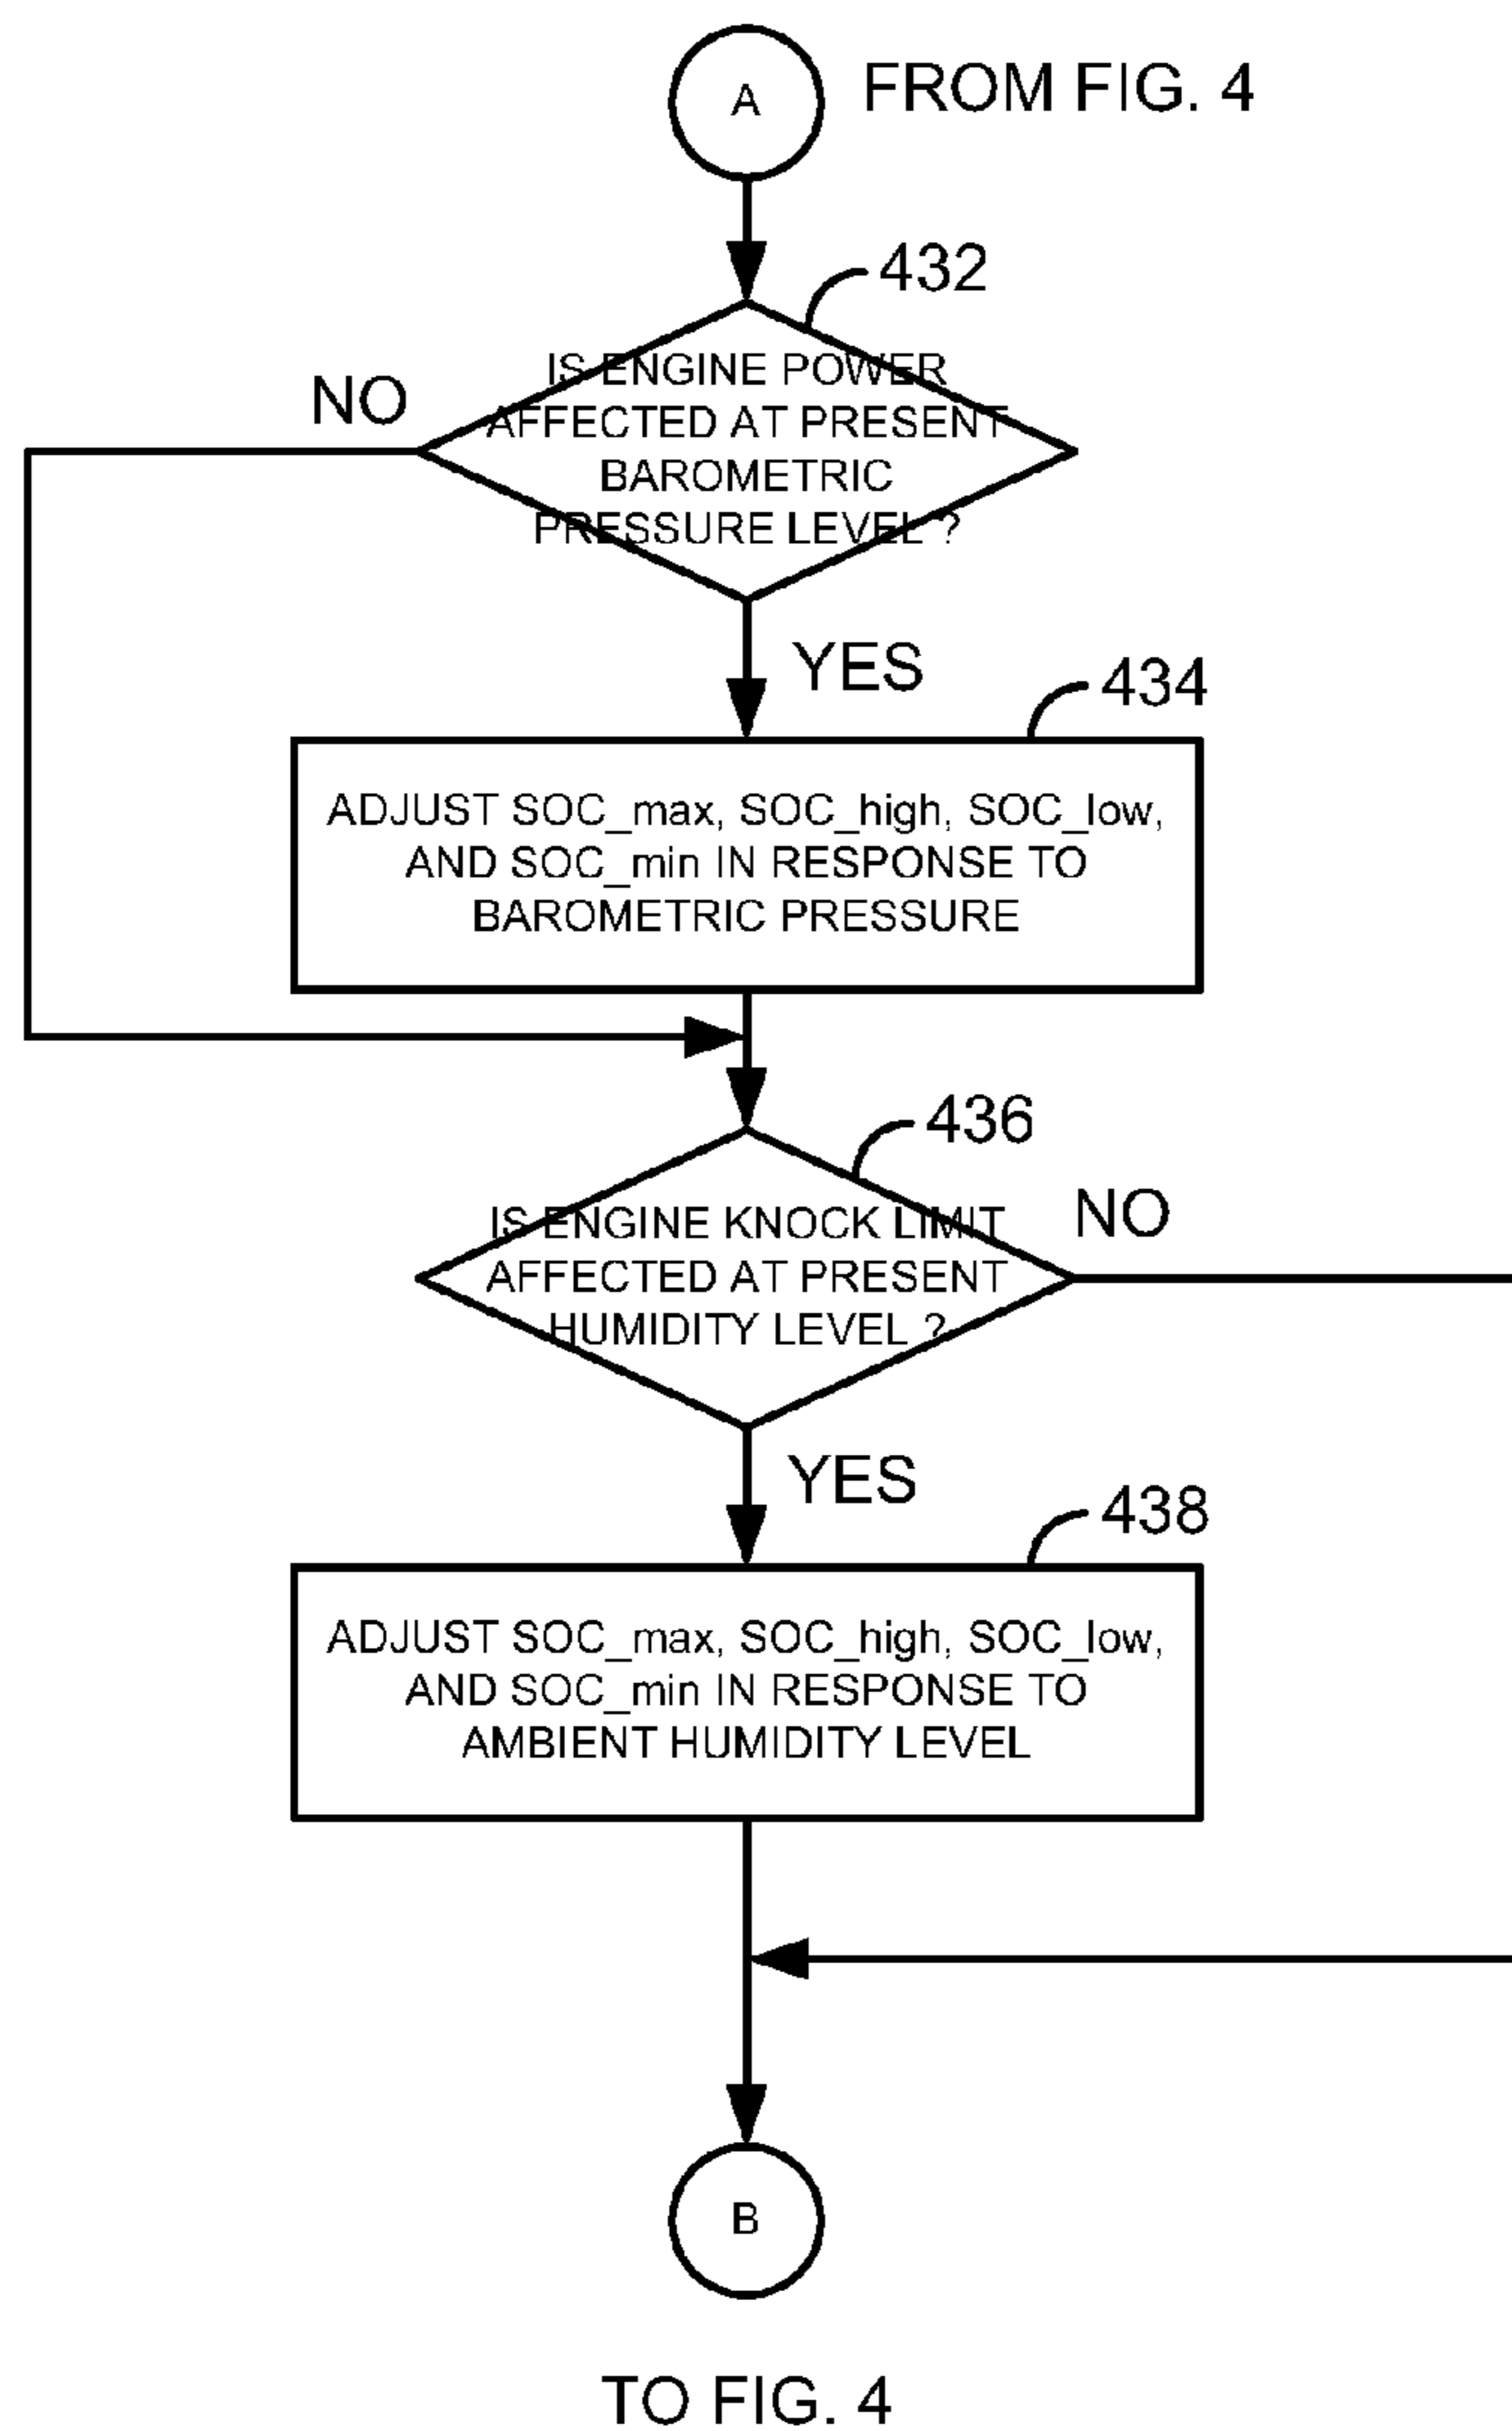 A
FROM FIG. 4
432
IS ENGINE POWER
AFFECTED AT PRESENT
BAROMETRIC
PRESSURE LEVEL ?
NO
YES
434
ADJUST SOC_max, SOC_high, SOC_low,
AND SOC_min IN RESPONSE TO
BAROMETRIC PRESSURE
436
IS ENGINE KNOCK LIMIT
AFFECTED AT PRESENT
HUMIDITY LEVEL ?
NO
YES
438
ADJUST SOC_max, SOC_high, SOC_low,
AND SOC_min IN RESPONSE TO
AMBIENT HUMIDITY LEVEL
B
TO FIG. 4